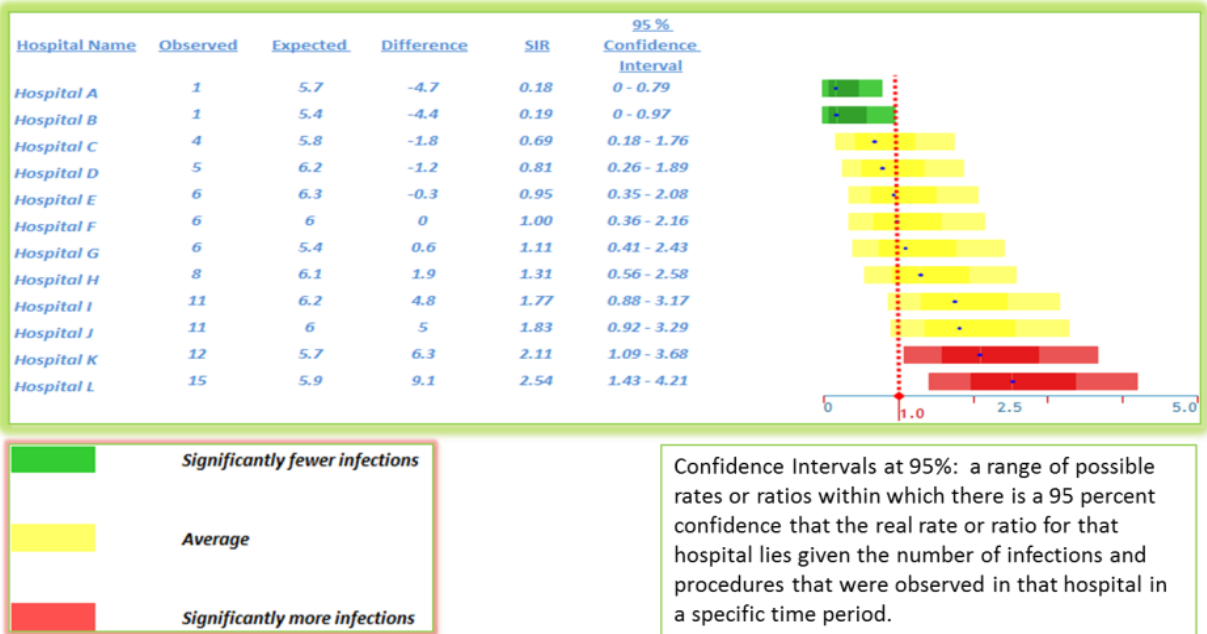 Hospital Name Observed Expected Difference SIR 95 % Confidence Interval
Hospital A 1 5.7 -4.7 0.18 0 - 0.79
Hospital B 1 5.4 -4.4 0.19 0 - 0.97
Hospital C 4 5.8 -1.8 0.69 0.18 - 1.76
Hospital D 5 6.2 -1.2 0.81 0.26 - 1.89
Hospital E 6 6.3 -0.3 0.95 0.35 - 2.08
Hospital F 6 6 0 1.00 0.36 - 2.16
Hospital G 6 5.4 0.6 1.11 0.41 - 2.43
Hospital H 8 6.1 1.9 1.31 0.56 - 2.58
Hospital I 11 6.2 4.8 1.77 0.88 - 3.17
Hospital J 11 6 5 1.83 0.92 - 3.29
Hospital K 12 5.7 6.3 2.11 1.09 - 3.68
Hospital L 15 5.9 9.1 2.54 1.43 - 4.21
0 1.0 2.5 5.0
Significantly fewer infections
Average
Significantly more infections
Confidence Intervals at 95%: a range of possible
rates or ratios within which there is a 95 percent
confidence that the real rate or ratio for that
hospital lies given the number of infections and
procedures that were observed in that hospital in
a specific time period.